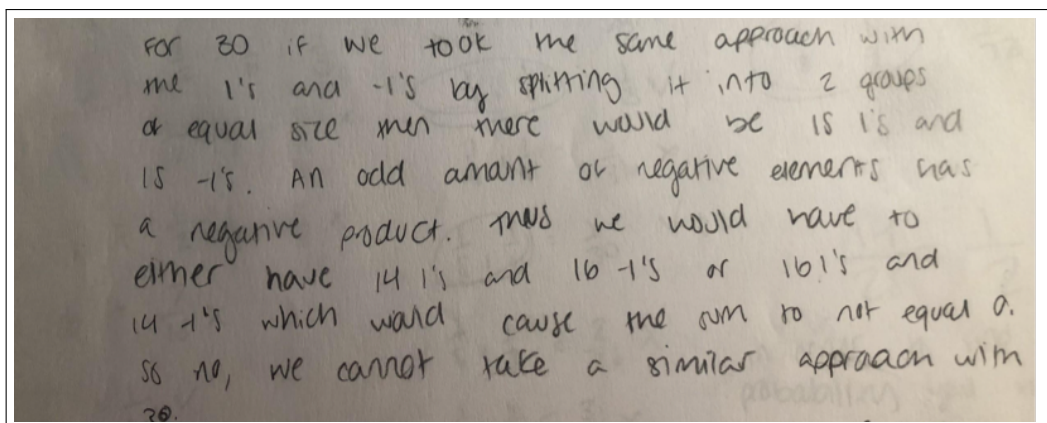 For 30 if we took the same approach with
the 1's and -1's by splitting it into 2 groups
of equal size then there would be 15 1's and
15 -1's. An odd amount of negative elements has
a negative product. Thus we would have to
either have 14 1's and 16 -1's or 16 1's and
14 -1's which would cause the sum to not equal 0.
So no, we cannot take a similar approach with
30.